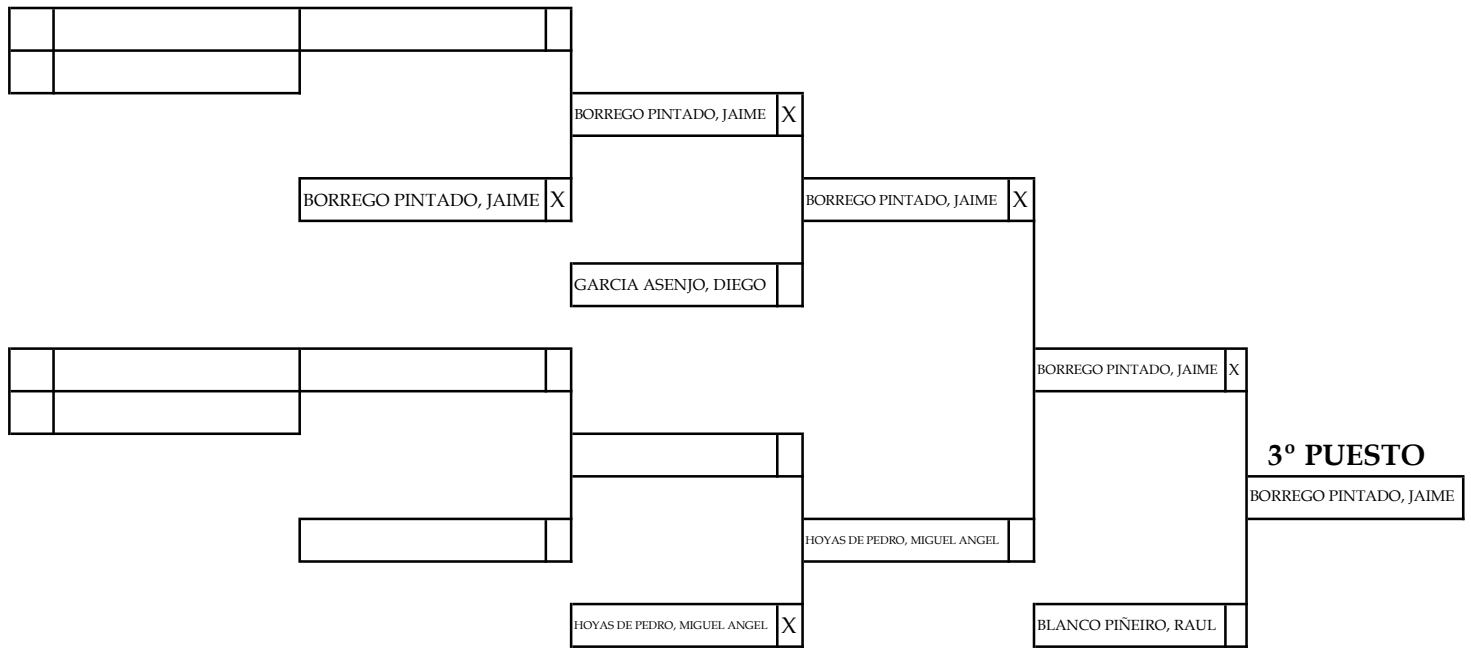 BORREGO PINTADO, JAIME X
BORREGO PINTADO, JAIME X
BORREGO PINTADO, JAIME X
GARCIA ASENJO, DIEGO
BORREGO PINTADO, JAIME X
3º PUESTO
BORREGO PINTADO, JAIME
HOYAS DE PEDRO, MIGUEL ANGEL
HOYAS DE PEDRO, MIGUEL ANGEL X
BLANCO PIÑEIRO, RAUL